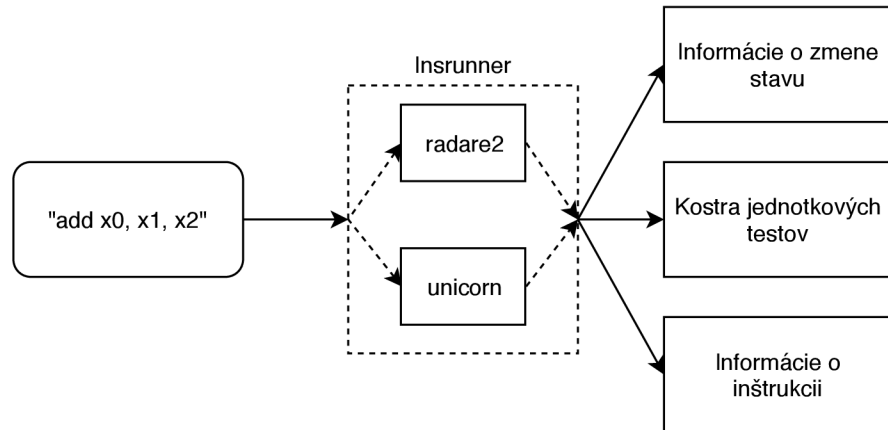 Insrunner
"add x0, x1, x2"
radare2
unicorn
Informácie o zmene
stavu
Kostra jednotkových
testov
Informácie o
inštrukcii